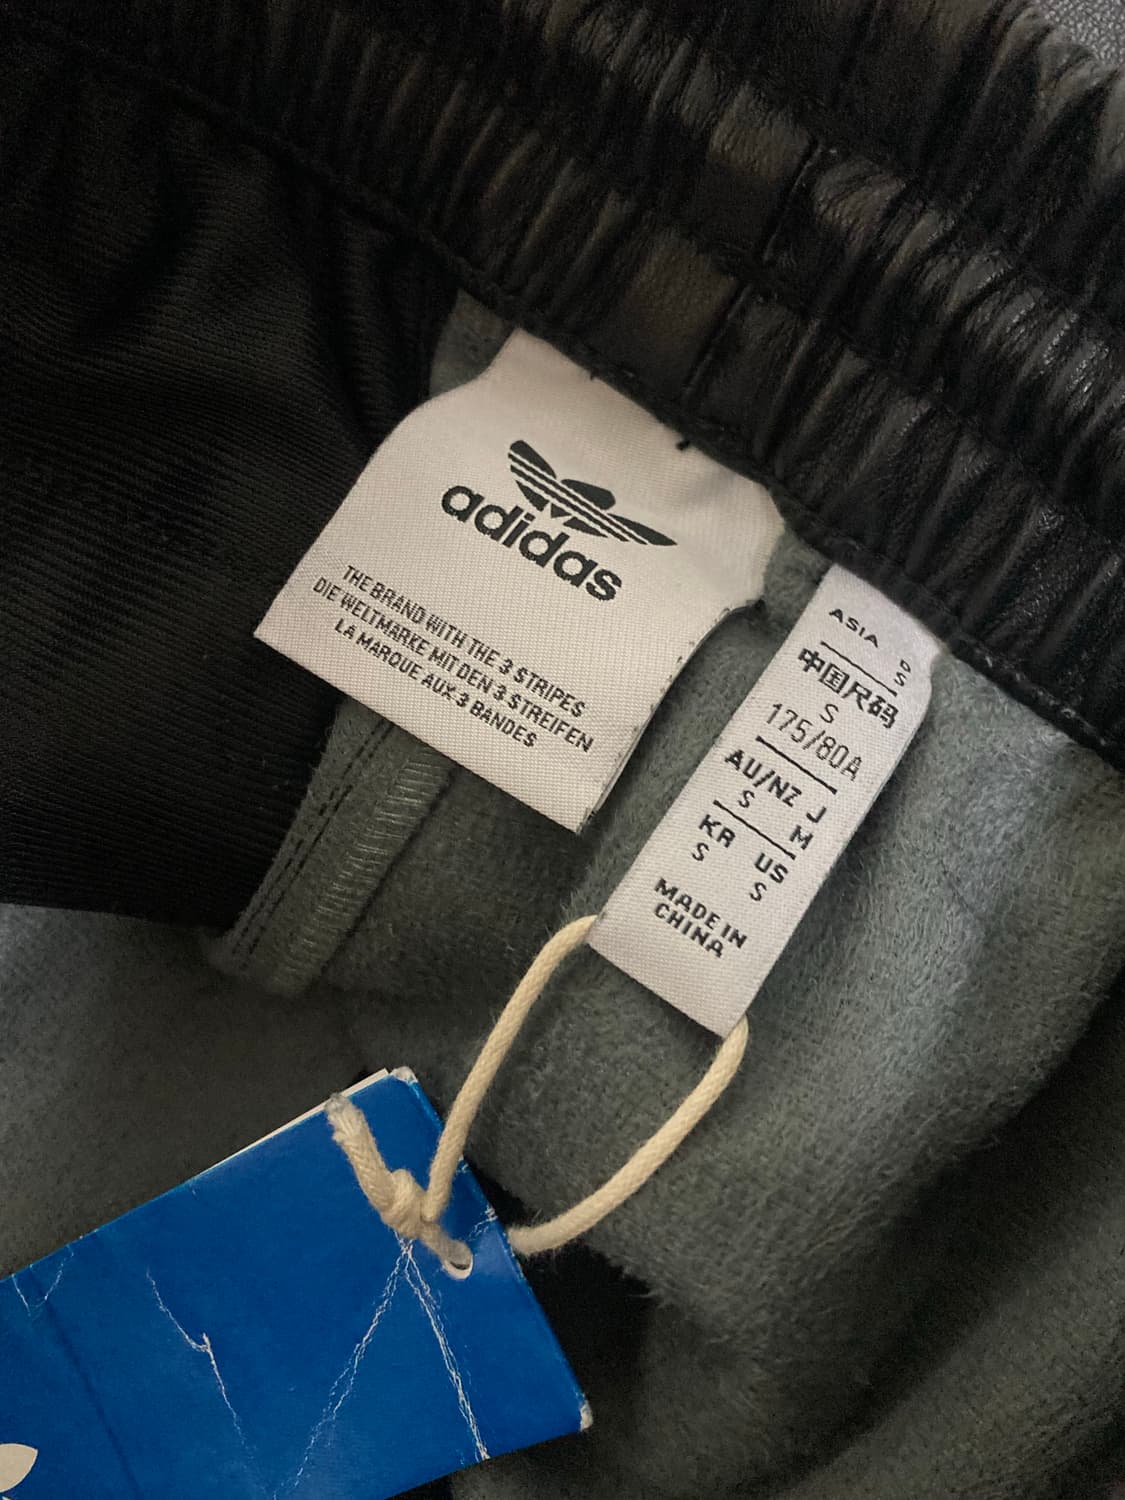 adidas
THE BRAND WITH THE 3 STRIPES
DIE WELTMARKE MIT DEN 3 STREIFEN
LA MARQUE AUX 3 BANDES
ASIA D
S
中国尺码
S
175/80A
AU/NZ J
S M
KR US
S S
MADE IN
CHINA